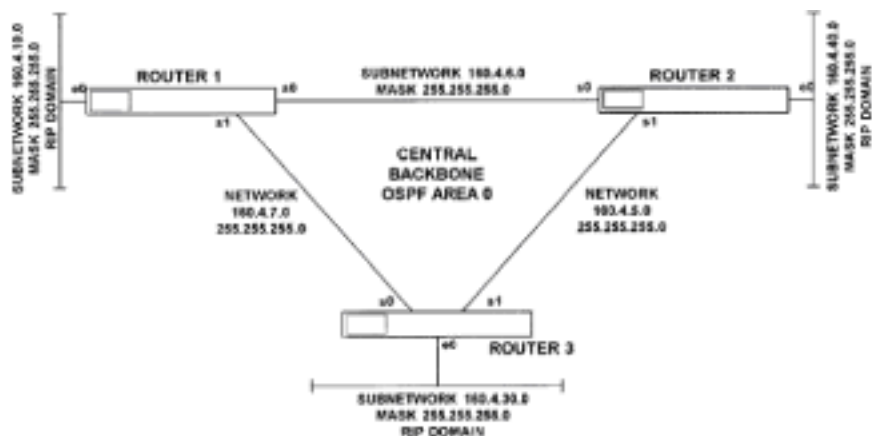 SUBNETWORK 160.4.10.0
MASK 255.255.255.0
RIP DOMAIN
e0
ROUTER 1
s0
s1
SUBNETWORK 160.4.6.0
MASK 255.255.255.0
s0
ROUTER 2
e0
s1
SUBNETWORK 160.4.40.0
MASK 255.255.255.0
RIP DOMAIN
CENTRAL
BACKBONE
OSPF AREA 0
NETWORK
160.4.7.0
255.255.255.0
NETWORK
160.4.5.0
255.255.255.0
s0
s1
e0
ROUTER 3
SUBNETWORK 160.4.30.0
MASK 255.255.255.0
RIP DOMAIN